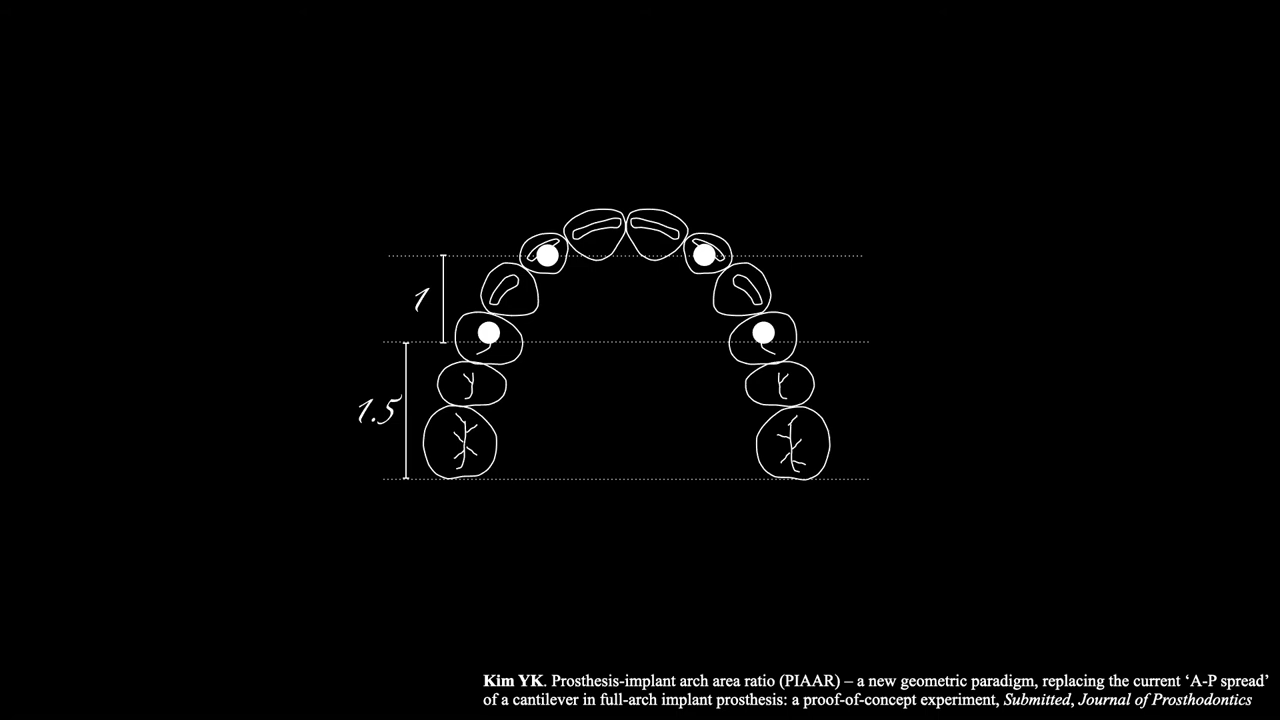 1
1.5
Kim YK. Prosthesis-implant arch area ratio (PIAAR) – a new geometric paradigm, replacing the current ‘A-P spread’
of a cantilever in full-arch implant prosthesis: a proof-of-concept experiment, Submitted, Journal of Prosthodontics